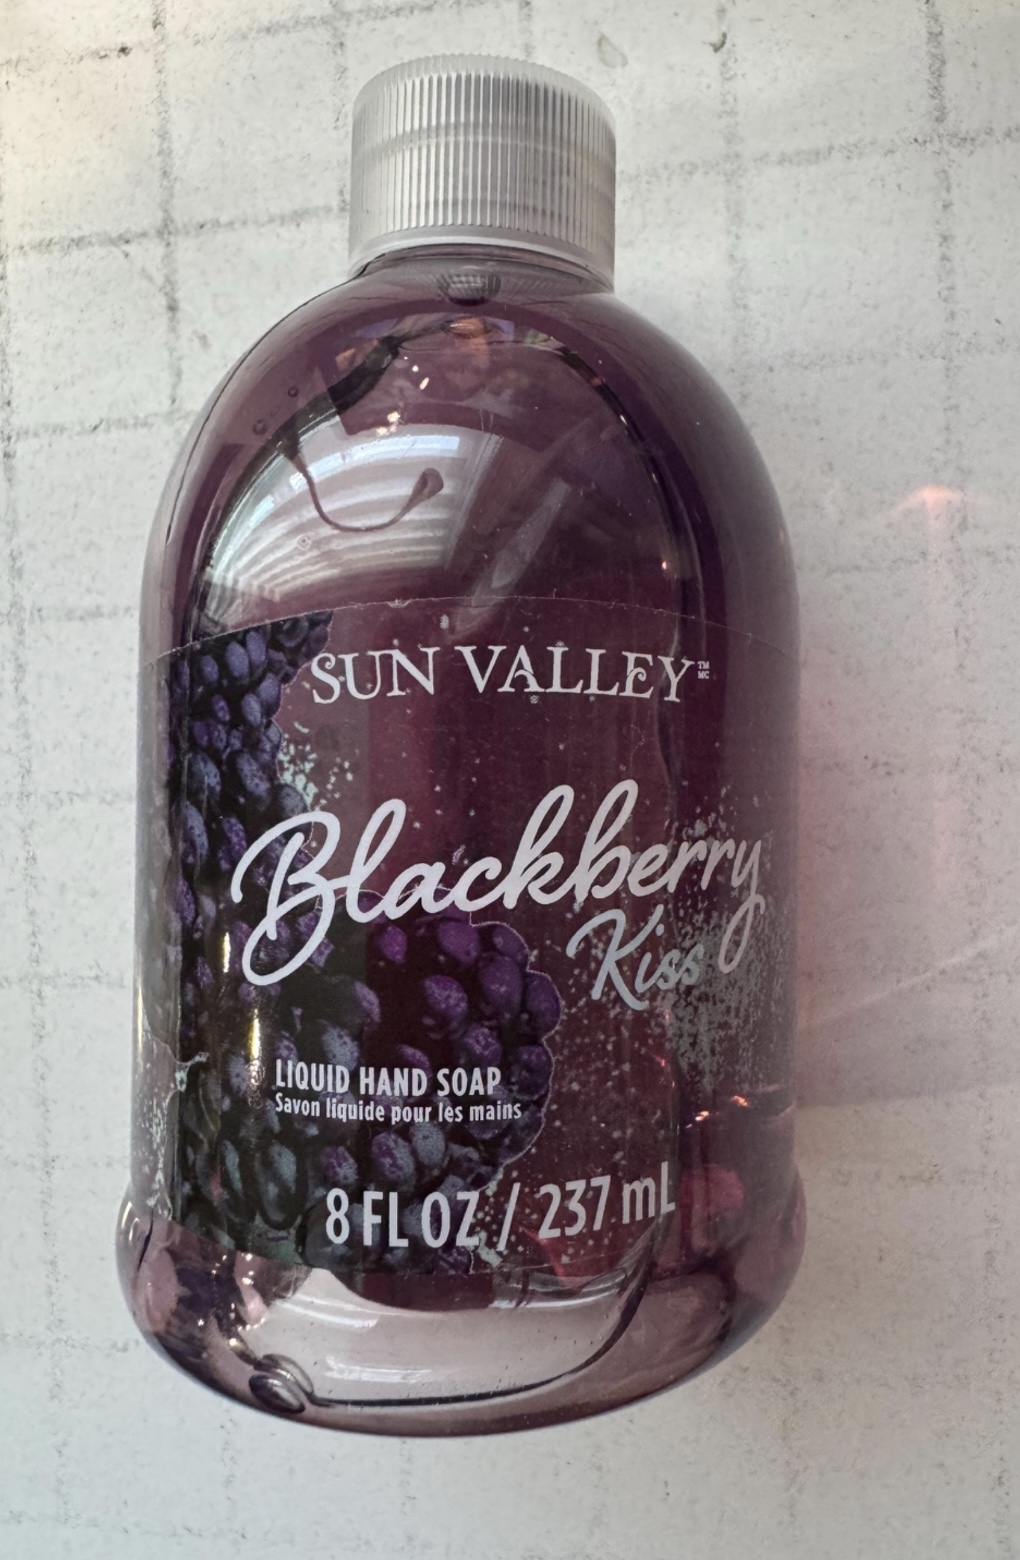 SUN VALLEY™ MC
Blackberry
Kiss
LIQUID HAND SOAP
Savon liquide pour les mains
8 FL OZ / 237 mL